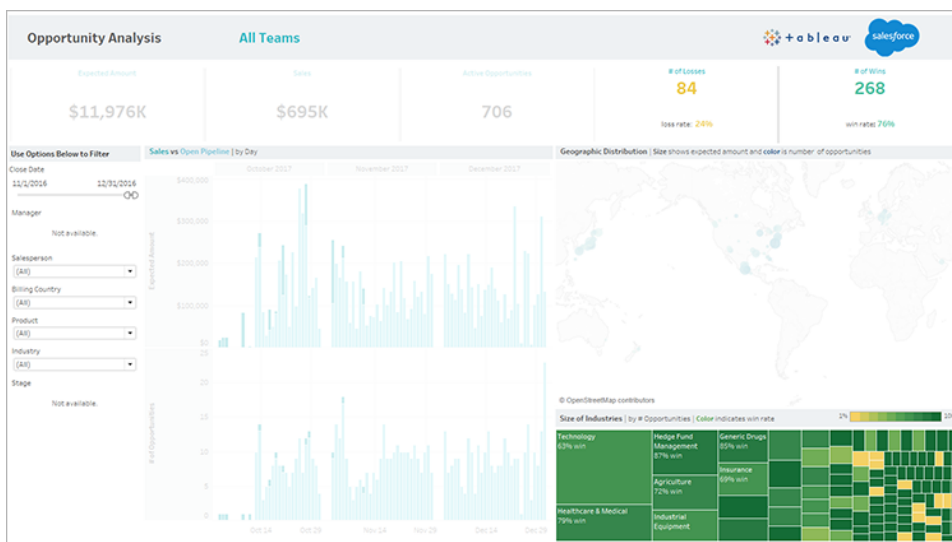 Opportunity Analysis
All Teams
+ a b l e a u
salesforce
Expected Amount
$11,976K
Sales
$695K
Active Opportunities
706
# of Losses
84
loss rate: 24%
# of Wins
268
win rate: 76%
Use Options Below to Filter
Close Date
11/1/2016 12/31/2016
Manager
Not available.
Salesperson
(All)
Billing Country
(All)
Product
(All)
Industry
(All)
Stage
Not available.
Sales vs Open Pipeline | by Day
October 2017 November 2017 December 2017
Expected Amount
$400,000
$300,000
$200,000
$100,000
$0
# of Opportunities
20
15
10
5
0
Oct 14 Oct 29 Nov 14 Nov 29 Dec 14 Dec 29
Geographic Distribution | Size shows expected amount and color is number of opportunities
© OpenStreetMap contributors
Size of Industries | by # Opportunities | Color indicates win rate
1%
Technology
63% win
Healthcare & Medical
79% win
Hedge Fund
Management
87% win
Agriculture
72% win
Industrial
Equipment
Generic Drugs
85% win
Insurance
69% win